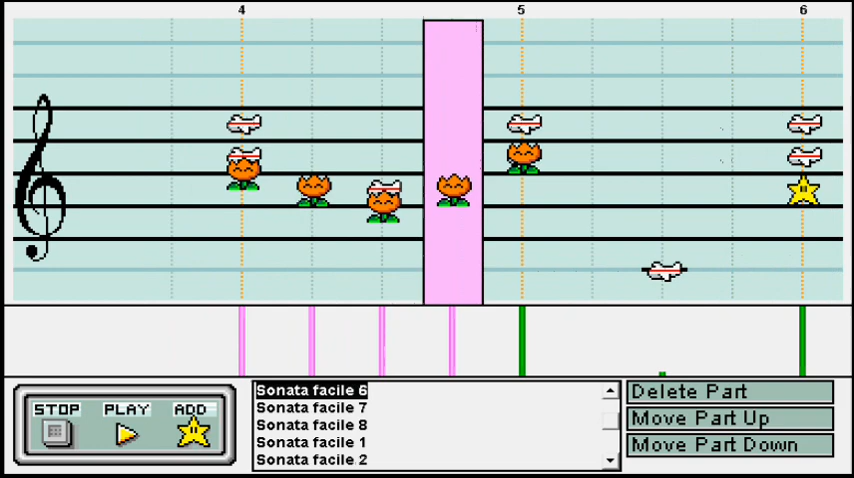 4 5 6
STOP PLAY ADD
Sonata facile 6
Sonata facile 7
Sonata facile 8
Sonata facile 1
Sonata facile 2
Delete Part
Move Part Up
Move Part Down